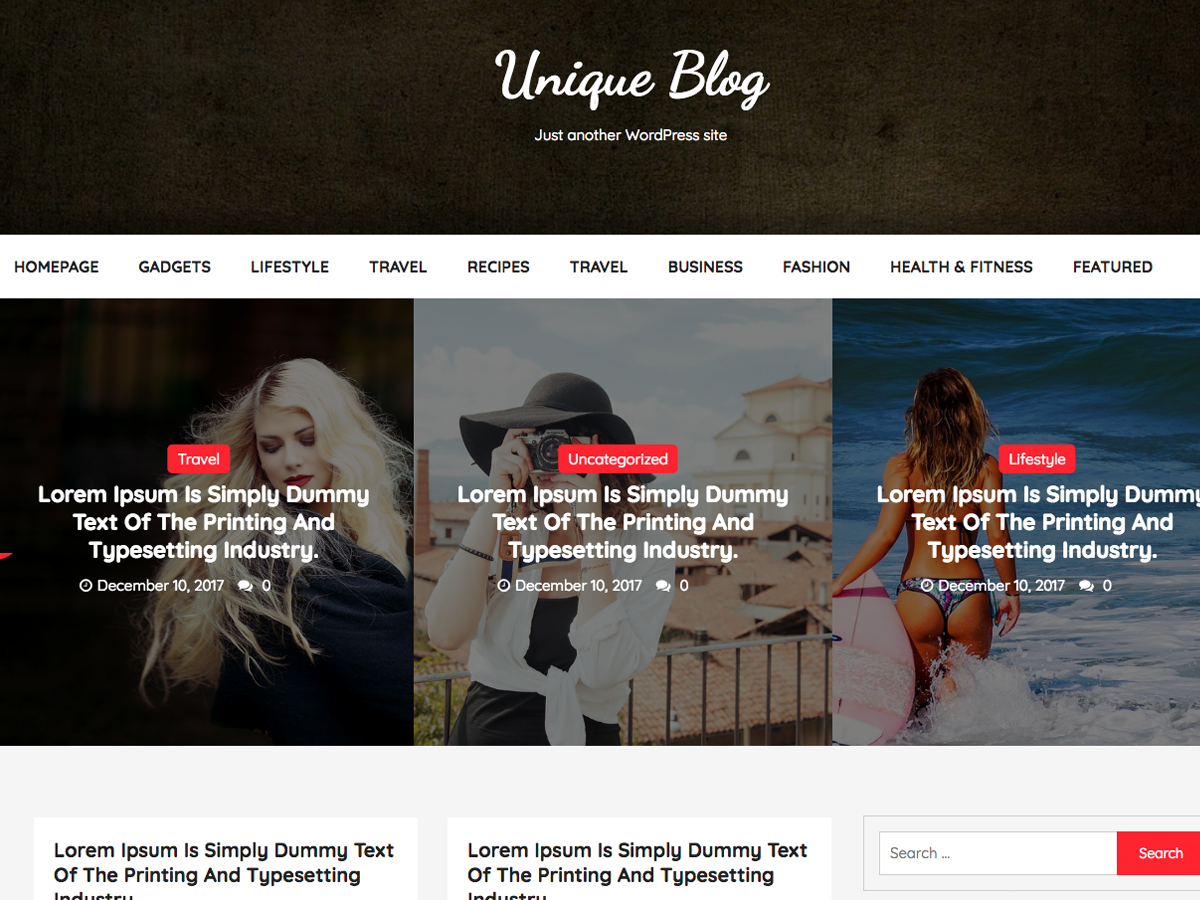 Unique Blog
Just another WordPress site
HOMEPAGE GADGETS LIFESTYLE TRAVEL RECIPES TRAVEL BUSINESS FASHION HEALTH & FITNESS FEATURED
Travel
Lorem Ipsum Is Simply Dummy
Text Of The Printing And
Typesetting Industry.
December 10, 2017 0
Uncategorized
Lorem Ipsum Is Simply Dummy
Text Of The Printing And
Typesetting Industry.
December 10, 2017 0
Lifestyle
Lorem Ipsum Is Simply Dummy
Text Of The Printing And
Typesetting Industry.
December 10, 2017 0
Lorem Ipsum Is Simply Dummy Text
Of The Printing And Typesetting
Industry
Lorem Ipsum Is Simply Dummy Text
Of The Printing And Typesetting
Industry
Search ...
Search